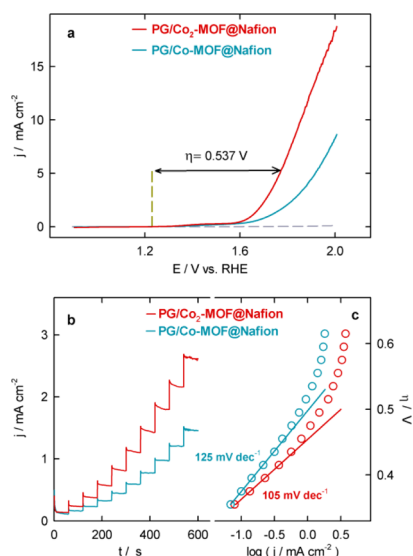 a
PG/Co2-MOF@Nafion
PG/Co-MOF@Nafion
j / mA cm-2
15
10
5
0
η= 0.537 V
1.2
1.6
2.0
E / V vs. RHE
b
PG/Co2-MOF@Nafion
PG/Co-MOF@Nafion
c
j / mA cm-2
3
2
1
0
0
200
400
600
t / s
125 mV dec-1
105 mV dec-1
-1.0
-0.5
0.0
0.5
log ( j / mA cm-2)
0.6
0.5
0.4
η / V